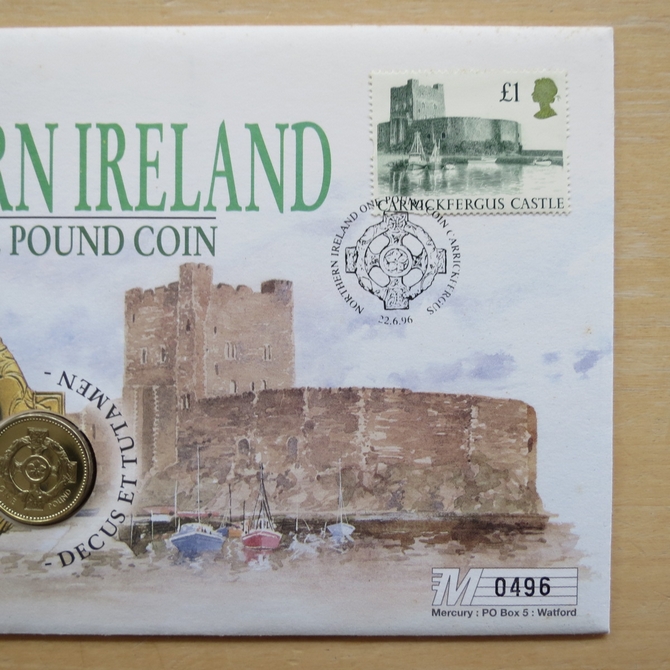 RN IRELAND
POUND COIN
£1
CARRICKFERGUS CASTLE
NORTHERN IRELAND ONE POUND COIN CARRICKFERGUS
22.6.96
- DECUS ET TUTAMEN -
POUND
M 0496
Mercury : PO Box 5 : Watford